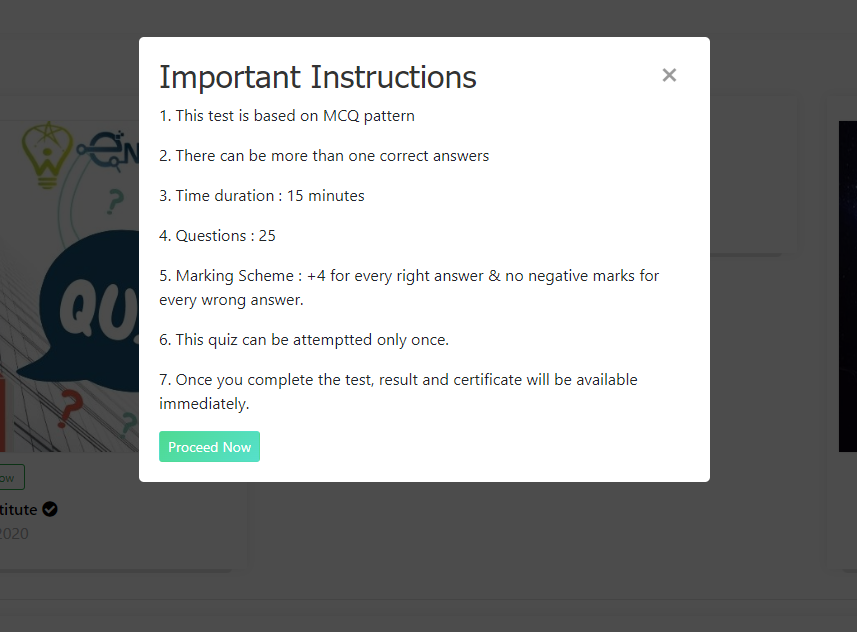 Important Instructions ×
1. This test is based on MCQ pattern
2. There can be more than one correct answers
3. Time duration : 15 minutes
4. Questions : 25
5. Marking Scheme : +4 for every right answer & no negative marks for
every wrong answer.
6. This quiz can be attemptted only once.
7. Once you complete the test, result and certificate will be available
immediately.
Proceed Now
EN
?
QU
?
?
ow
titute
2020